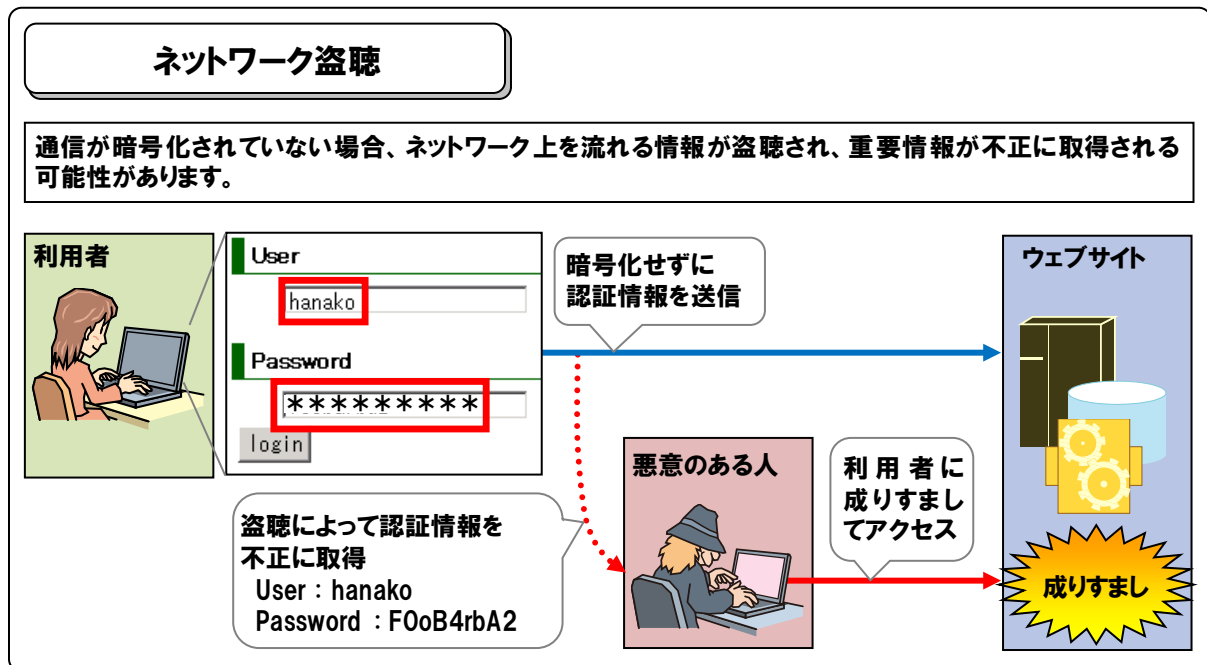 ネットワーク盗聴
通信が暗号化されていない場合、ネットワーク上を流れる情報が盗聴され、重要情報が不正に取得される
可能性があります。
利用者
User
hanako
Password
*********
login
暗号化せずに
認証情報を送信
ウェブサイト
盗聴によって認証情報を
不正に取得
User : hanako
Password : F0oB4rbA2
悪意のある人
利用者に
成りすまし
てアクセス
成りすまし